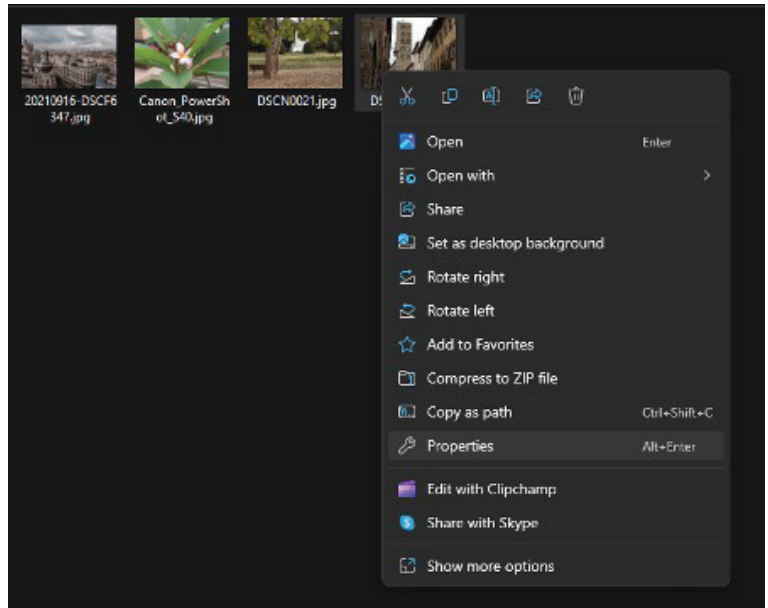 20210916-DSCF6
347.jpg
Canon_PowerSh
ot_S40.jpg
DSCN0021.jpg
Open Enter
Open with
Share
Set as desktop background
Rotate right
Rotate left
Add to Favorites
Compress to ZIP file
Copy as path Ctrl+Shift+C
Properties Alt+Enter
Edit with Clipchamp
Share with Skype
Show more options